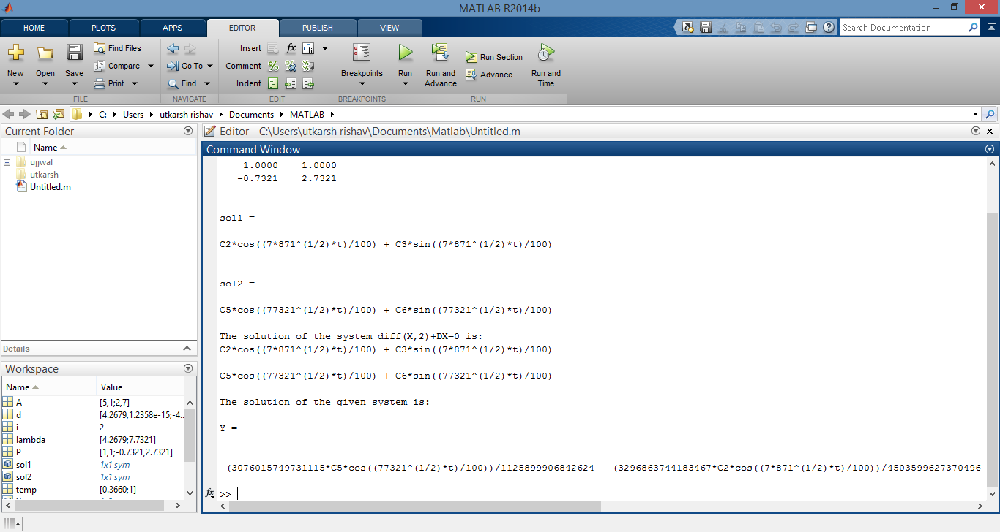 MATLAB R2014b
HOME PLOTS APPS EDITOR PUBLISH VIEW
Search Documentation
New Open Save
Find Files
Compare
Print
FILE
Go To
Find
NAVIGATE
Insert fx
Comment
Indent
EDIT
Breakpoints
BREAKPOINTS
Run
Run and Advance
Run Section
Advance
Run and Time
RUN
C: Users utkarsh rishav Documents MATLAB
Current Folder
Name
ujjwal
utkarsh
Untitled.m
Details
Workspace
Name Value
A [5,1;2,7]
d [4.2679,1.2358e-15;-4..
i 2
lambda [4.2679;7.7321]
P [1,1;-0.7321,2.7321]
sol1 1x1 sym
sol2 1x1 sym
temp [0.3660;1]
Editor - C:\Users\utkarsh rishav\Documents\Matlab\Untitled.m
Command Window
1.0000 1.0000
-0.7321 2.7321
sol1 =
C2*cos((7*871^(1/2)*t)/100) + C3*sin((7*871^(1/2)*t)/100)
sol2 =
C5*cos((77321^(1/2)*t)/100) + C6*sin((77321^(1/2)*t)/100)
The solution of the system diff(X,2)+DX=0 is:
C2*cos((7*871^(1/2)*t)/100) + C3*sin((7*871^(1/2)*t)/100)
C5*cos((77321^(1/2)*t)/100) + C6*sin((77321^(1/2)*t)/100)
The solution of the given system is:
Y =
(3076015749731115*C5*cos((77321^(1/2)*t)/100))/1125899906842624 - (3296863744183467*C2*cos((7*871^(1/2)*t)/100))/4503599627370496
fx >>